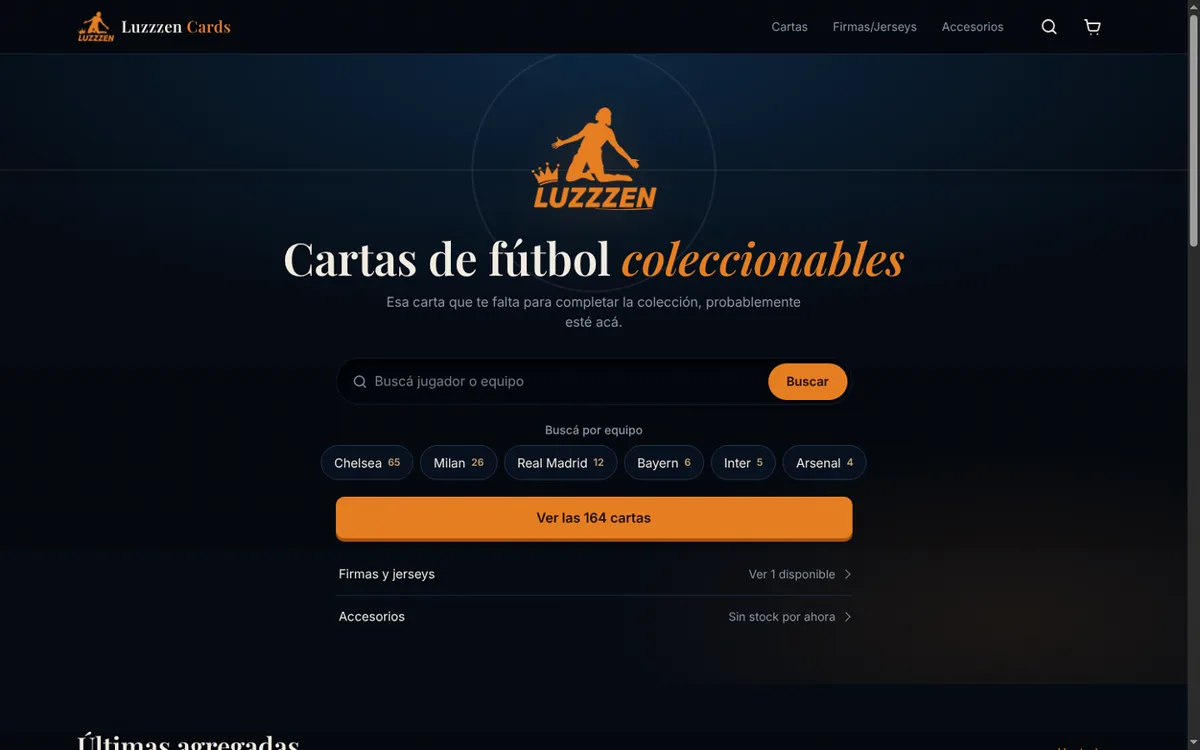 LUZZZEN
Luzzzen Cards
Cartas
Firmas/Jerseys
Accesorios
LUZZZEN
Cartas de fútbol coleccionables
Esa carta que te falta para completar la colección, probablemente
esté acá.
Buscá jugador o equipo
Buscar
Buscá por equipo
Chelsea 65
Milan 26
Real Madrid 12
Bayern 6
Inter 5
Arsenal 4
Ver las 164 cartas
Firmas y jerseys
Ver 1 disponible
Accesorios
Sin stock por ahora
Últimas agregadas